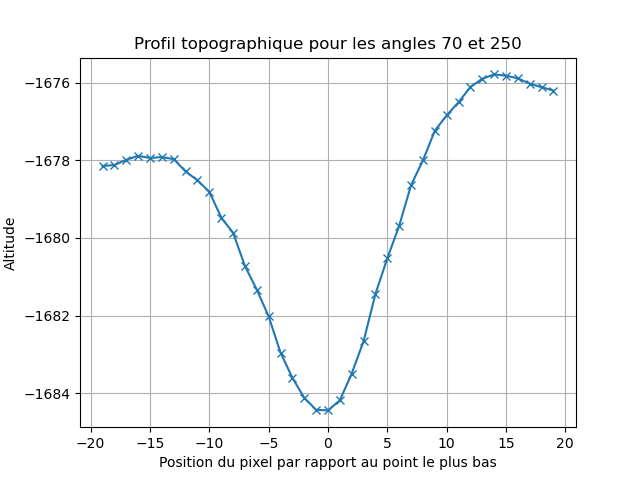 Profil topographique pour les angles 70 et 250
Altitude
−1676
−1678
−1680
−1682
−1684
−20 −15 −10 −5 0 5 10 15 20
Position du pixel par rapport au point le plus bas